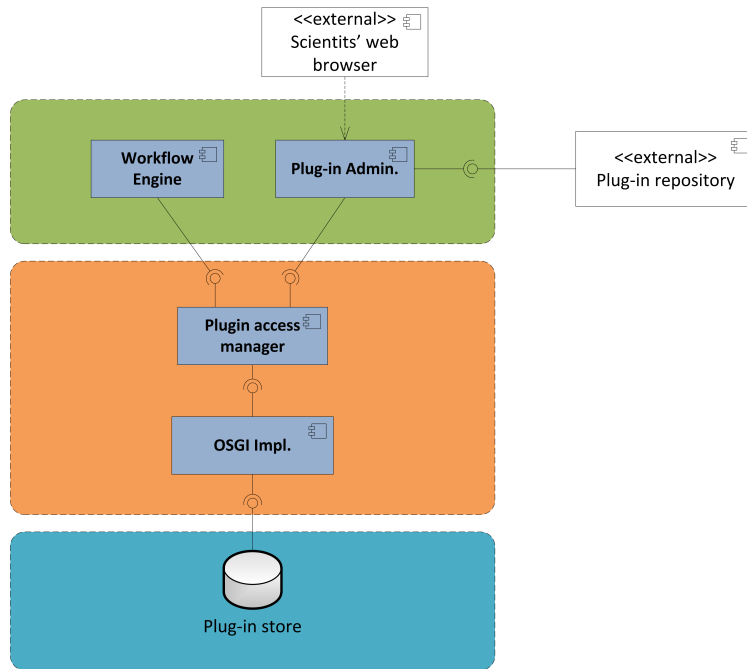 <<external>>
Scientits’ web
browser
Workflow
Engine
Plug-in Admin.
<<external>>
Plug-in repository
Plugin access
manager
OSGI Impl.
Plug-in store